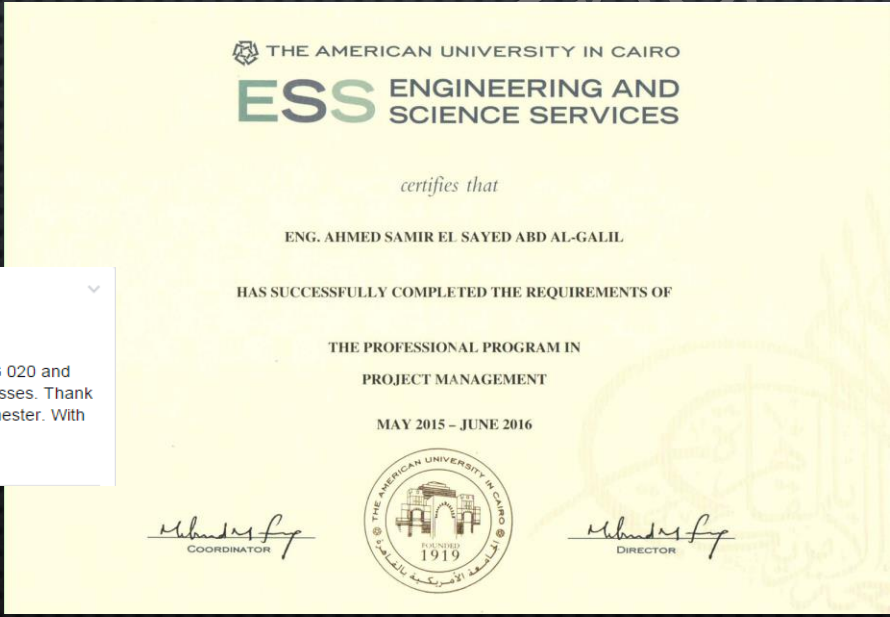 THE AMERICAN UNIVERSITY IN CAIRO
ESS ENGINEERING AND
SCIENCE SERVICES
certifies that
ENG. AHMED SAMIR EL SAYED ABD AL-GALIL
HAS SUCCESSFULLY COMPLETED THE REQUIREMENTS OF
THE PROFESSIONAL PROGRAM IN
PROJECT MANAGEMENT
MAY 2015 – JUNE 2016
020 and
sses. Thank
ester. With
THE AMERICAN UNIVERSITY IN CAIRO
FOUNDED
1919
الجامعة الأمريكية بالقاهرة
COORDINATOR
DIRECTOR